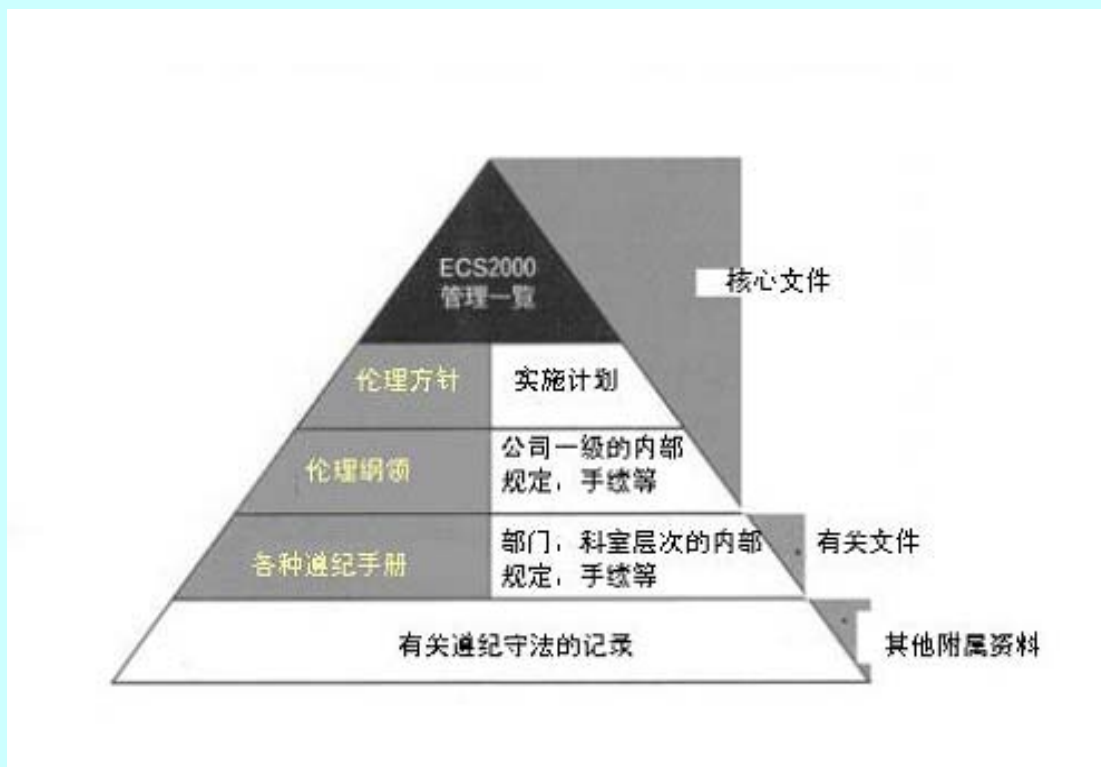 ECS2000
管理一览
核心文件
伦理方针
实施计划
伦理纲领
公司一级的内部
规定，手续等
各种遵纪手册
部门，科室层次的内部
规定，手续等
有关文件
有关遵纪守法的记录
其他附属资料